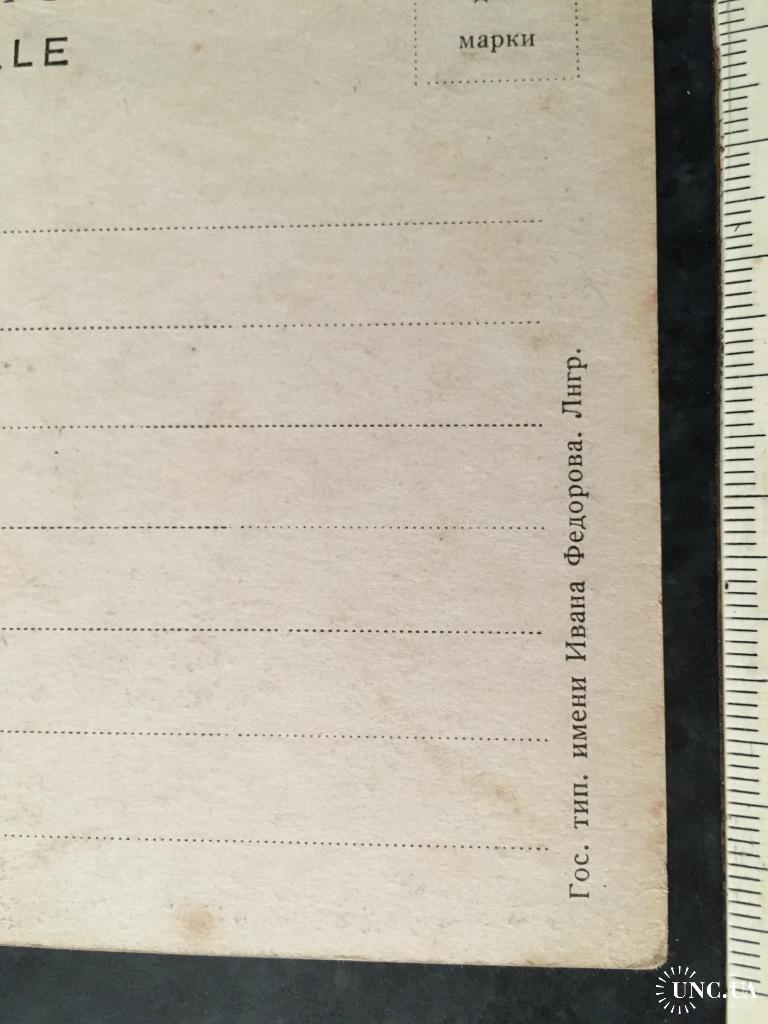 LE
марки
Гос. тип. имени Ивана Федорова. Лнгр.
UNC.UA